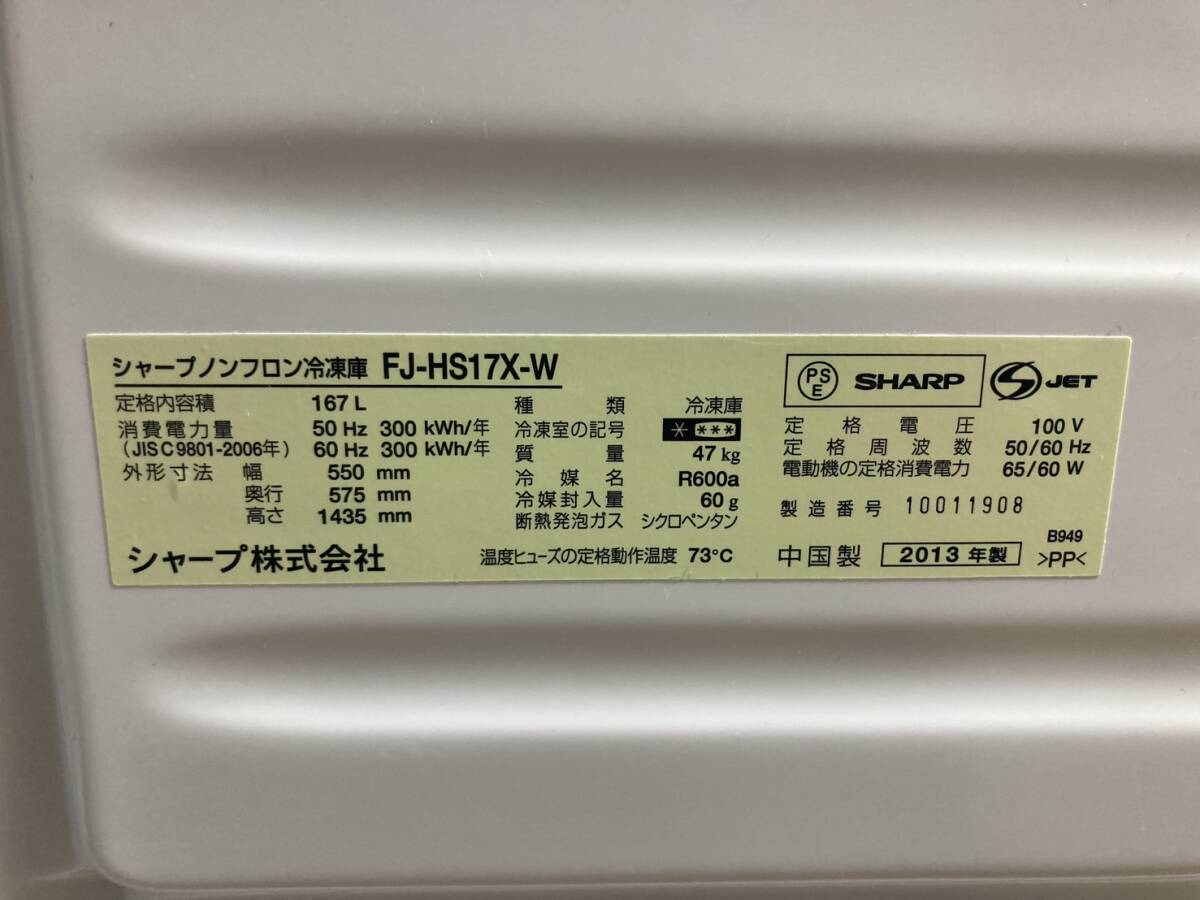 シャープノンフロン冷凍庫 FJ-HS17X-W
定格内容積 167 L
消費電力量 50 Hz 300 kWh/年
(JIS C 9801-2006年) 60 Hz 300 kWh/年
外形寸法 幅 550 mm
奥行 575 mm
高さ 1435 mm
シャープ株式会社
種類 冷凍庫
冷凍室の記号 * ***
質量 47 kg
冷媒名 R600a
冷媒封入量 60 g
断熱発泡ガス シクロペンタン
温度ヒューズの定格動作温度 73°C
PSE SHARP JET
定格電圧 100 V
定格周波数 50/60 Hz
電動機の定格消費電力 65/60 W
製造番号 10011908
B949
中国製 2013年製 >PP<